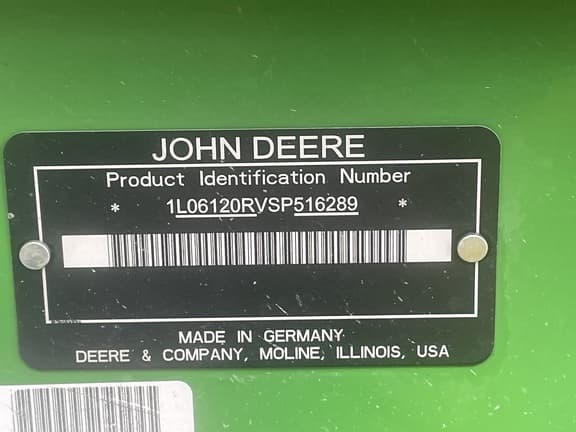 JOHN DEERE
Product Identification Number
* 1L06120RVSP516289 *
MADE IN GERMANY
DEERE & COMPANY, MOLINE, ILLINOIS, USA